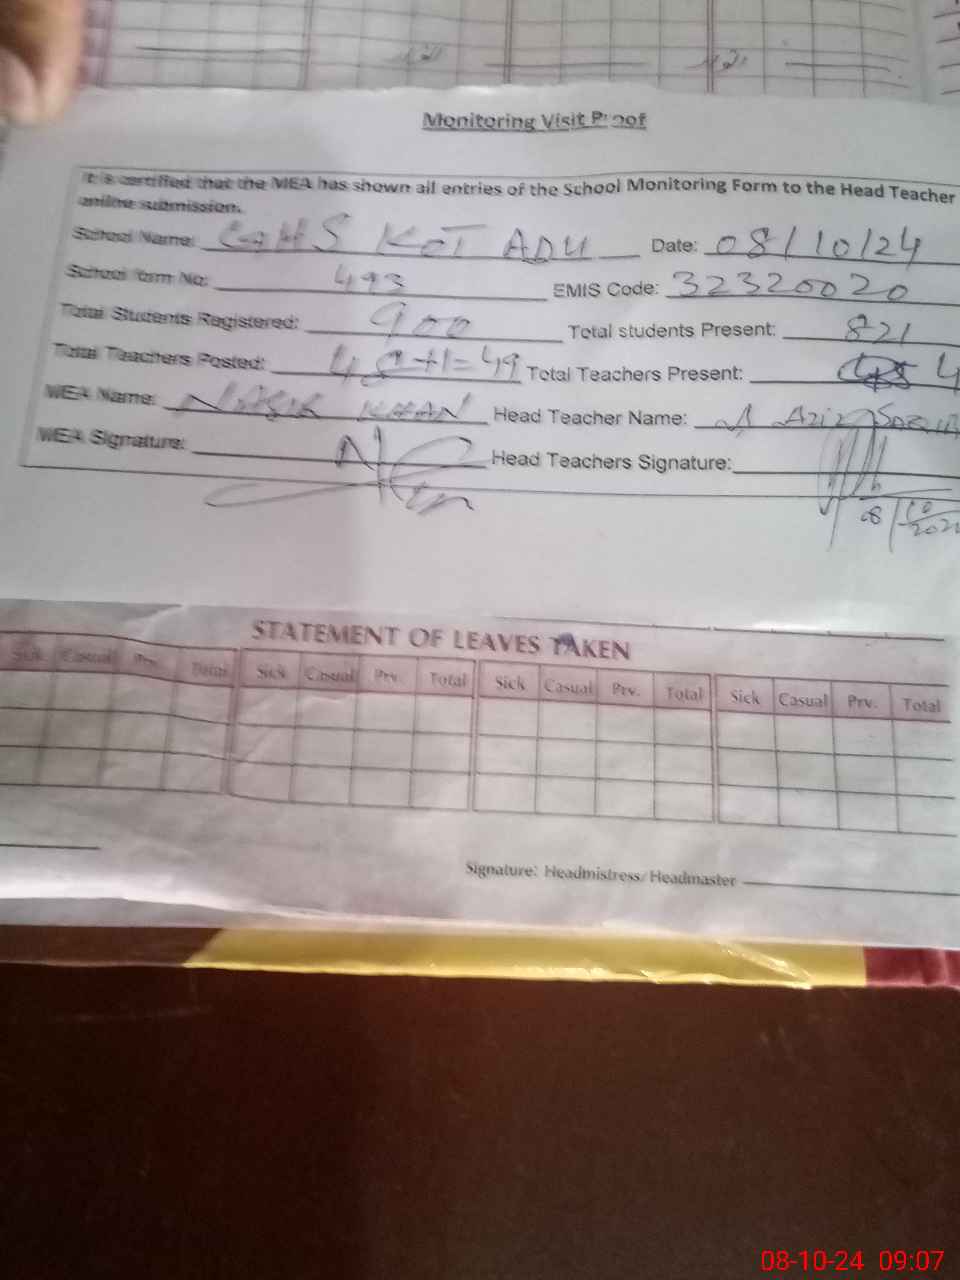 Monitoring Visit Proof
It is certified that the MEA has shown all entries of the School Monitoring Form to the Head Teacher
online submission.
School Name: GHS KOT ADU Date: 08/10/24
School form No: 493 EMIS Code: 32320020
Total Students Registered: 900 Total students Present: 821
Total Teachers Posted: 48+1=49 Total Teachers Present:
MEA Name: KHAN Head Teacher Name: Aziz
MEA Signature: Head Teachers Signature:
08/10/202
STATEMENT OF LEAVES TAKEN
Sick Casual Prv. Total Sick Casual Prv. Total Sick Casual Prv. Total Sick Casual Prv. Total
Signature: Headmistress/Headmaster
08-10-24 09:07